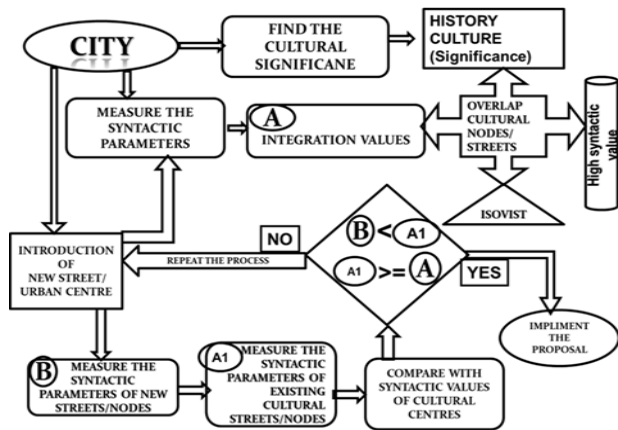 CITY
FIND THE
CULTURAL
SIGNIFICANE
HISTORY
CULTURE
(Significance)
MEASURE THE
SYNTACTIC
PARAMETERS
A
INTEGRATION
VALUES
OVERLAP
CULTURAL
NODES/
STREETS
High syntactic
value
ISOVIST
INTRODUCTION
OF
NEW STREET/
URBAN CENTRE
NO
REPEAT THE PROCESS
B < A1
A1 >= A
YES
IMPLIMENT
THE
PROPOSAL
B
MEASURE THE
SYNTACTIC
PARAMETERS OF NEW
STREETS/NODES
A1
MEASURE THE
SYNTACTIC
PARAMETERS OF
EXISTING
CULTURAL
STREETS/NODES
COMPARE WITH
SYNTACTIC VALUES
OF CULTURAL
CENTRES